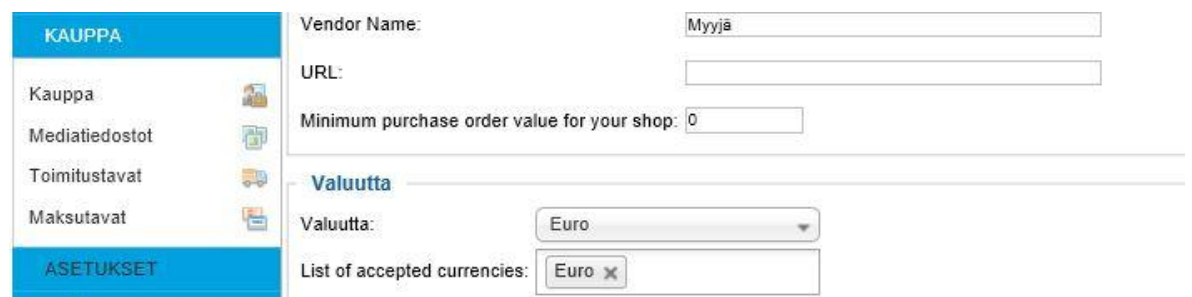 KAUPPA
Kauppa
Mediatiedostot
Toimitustavat
Maksutavat
ASETUKSET
Vendor Name: Myyjä
URL:
Minimum purchase order value for your shop: 0
Valuutta
Valuutta: Euro
List of accepted currencies: Euro